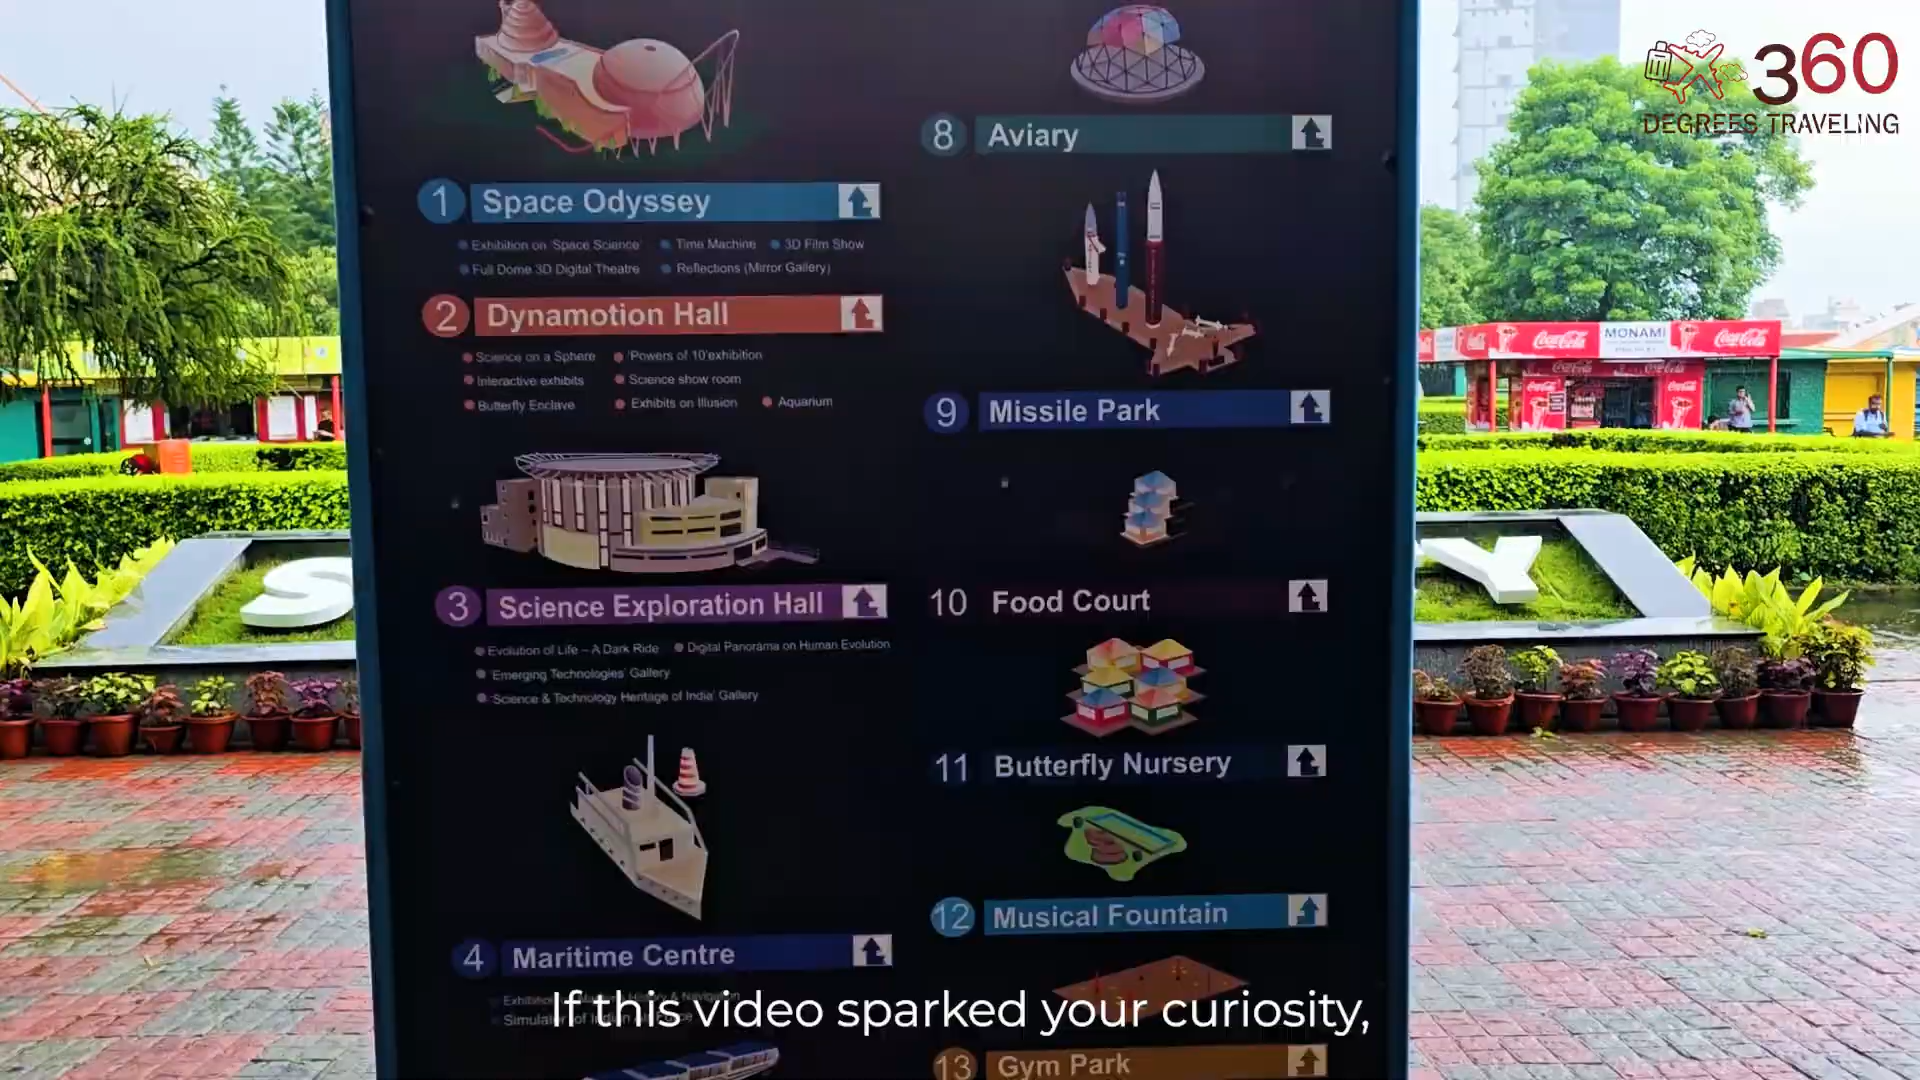 360
DEGREES TRAVELING
1 Space Odyssey
Exhibition on 'Space Science'
Time Machine
3D Film Show
Full Dome 3D Digital Theatre
Reflections (Mirror Gallery)
2 Dynamotion Hall
Science on a Sphere
'Powers of 10'exhibition
Interactive exhibits
Science show room
Butterfly Enclave
Exhibits on Illusion
Aquarium
3 Science Exploration Hall
Evolution of Life – A Dark Ride
Digital Panorama on Human Evolution
'Emerging Technologies' Gallery
'Science & Technology Heritage of India' Gallery
4 Maritime Centre
8 Aviary
9 Missile Park
10 Food Court
11 Butterfly Nursery
12 Musical Fountain
13 Gym Park
Coca-Cola
MONAMI
Coca-Cola
Coca-Cola
S
Y
If this video sparked your curiosity,